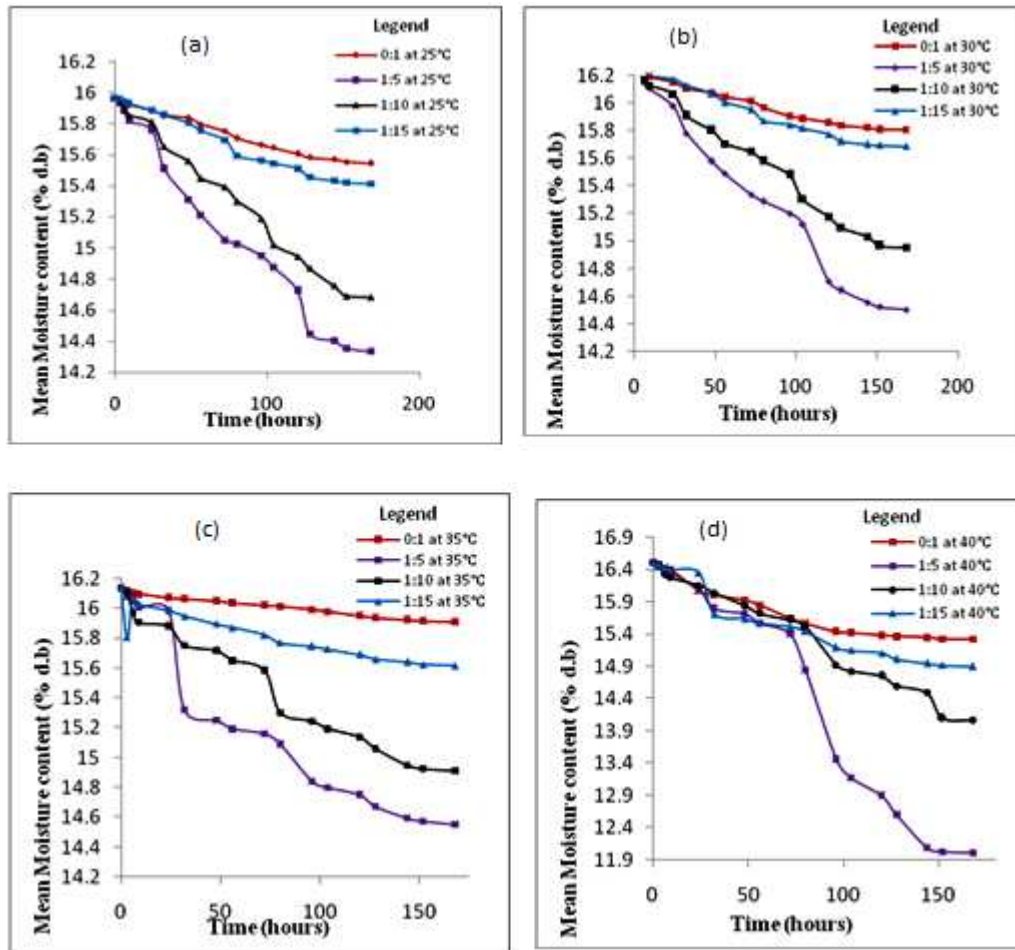 (a)
Legend
0:1 at 25°C
1:5 at 25°C
1:10 at 25°C
1:15 at 25°C
16.2
16
15.8
15.6
15.4
15.2
15
14.8
14.6
14.4
14.2
Mean Moisture content (% d.b)
0
100
200
Time (hours)
(b)
Legend
0:1 at 30°C
1:5 at 30°C
1:10 at 30°C
1:15 at 30°C
16.2
16
15.8
15.6
15.4
15.2
15
14.8
14.6
14.4
14.2
Mean Moisture content (% d.b)
0
50
100
150
200
Time (hours)
(c)
Legend
0:1 at 35°C
1:5 at 35°C
1:10 at 35°C
1:15 at 35°C
16.2
16
15.8
15.6
15.4
15.2
15
14.8
14.6
14.4
14.2
Mean Moisture content (% d.b)
0
50
100
150
Time (hours)
(d)
Legend
0:1 at 40°C
1:5 at 40°C
1:10 at 40°C
1:15 at 40°C
16.9
16.4
15.9
15.4
14.9
14.4
13.9
13.4
12.9
12.4
11.9
Mean Moisture content (% d.b)
0
50
100
150
Time (hours)